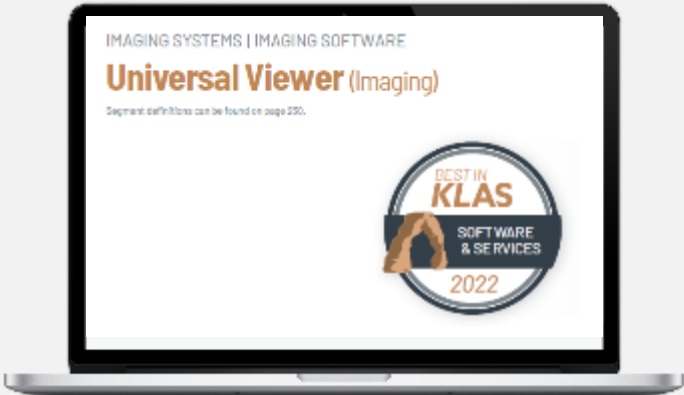 IMAGING SYSTEMS | IMAGING SOFTWARE
Universal Viewer (Imaging)
Segment definitions can be found on page 230.
BEST IN
KLAS
SOFTWARE
& SERVICES
2022